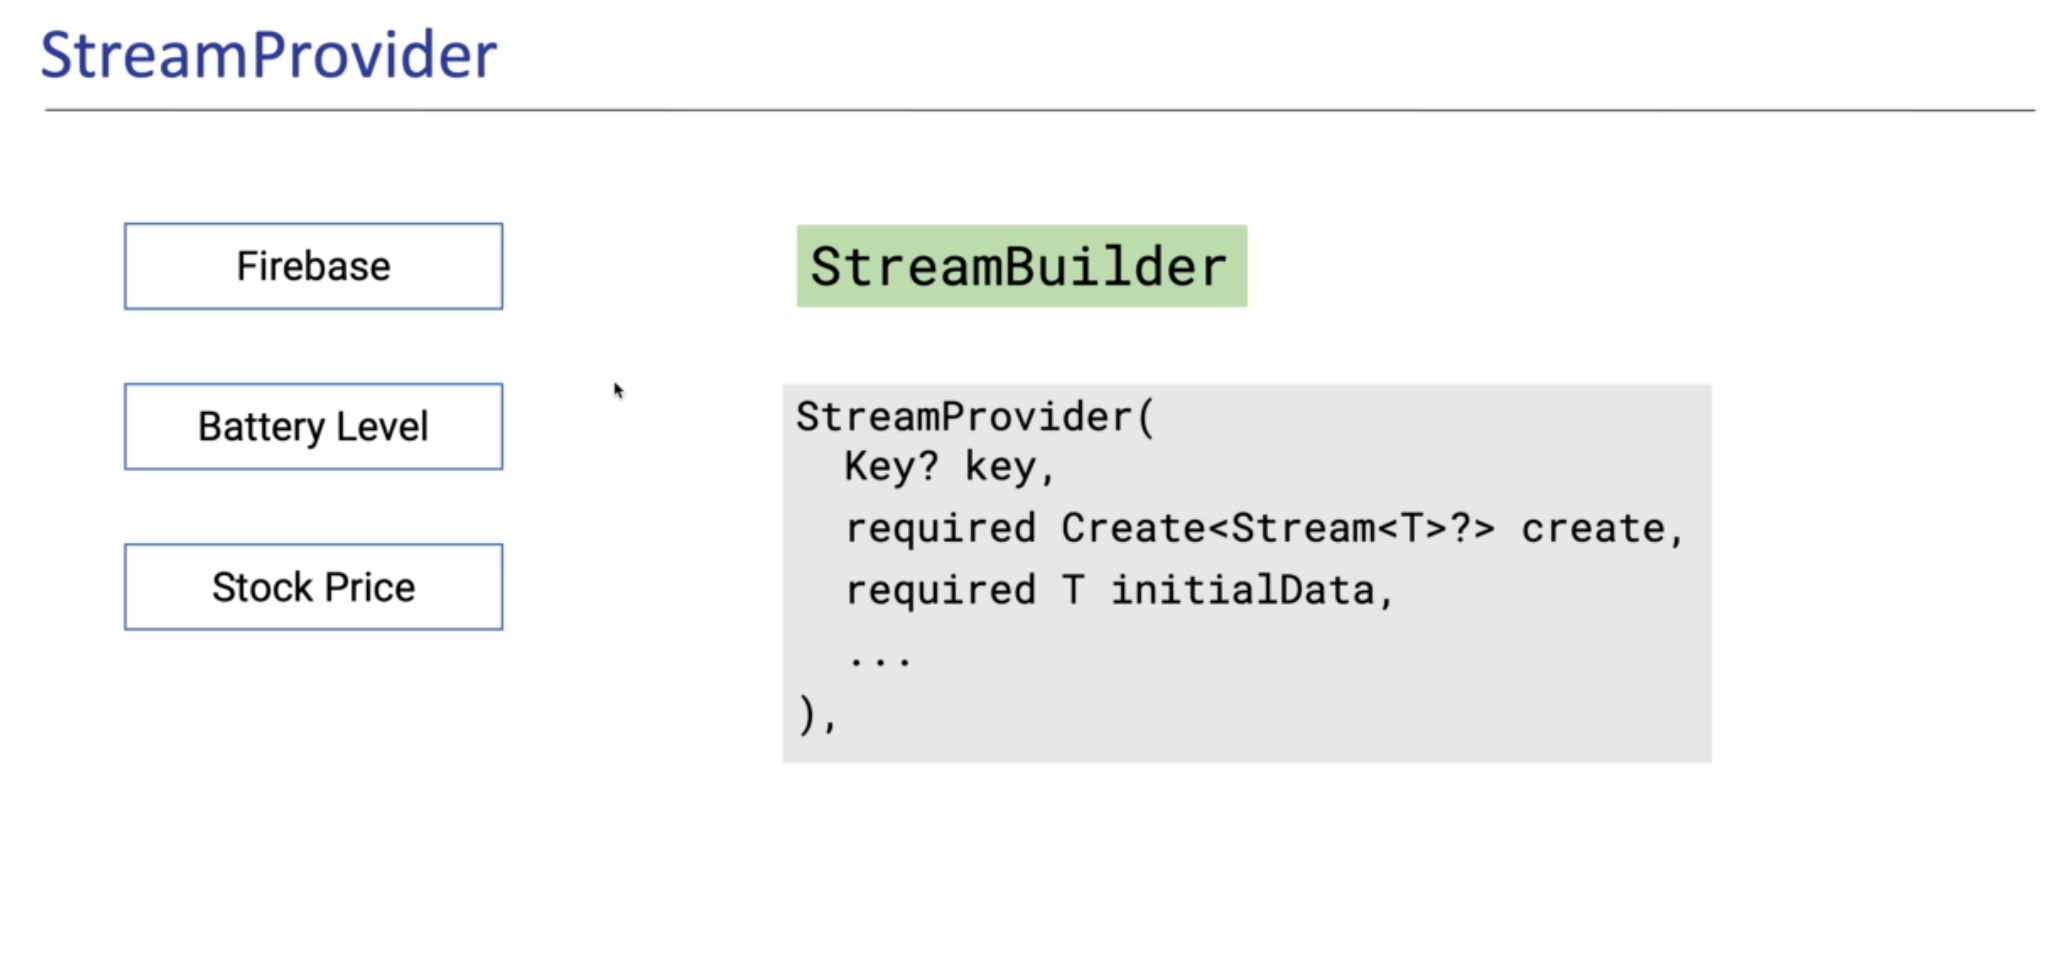 StreamProvider
Firebase
Battery Level
Stock Price
StreamBuilder
StreamProvider(
Key? key,
required Create<Stream<T>?> create,
required T initialData,
...
),